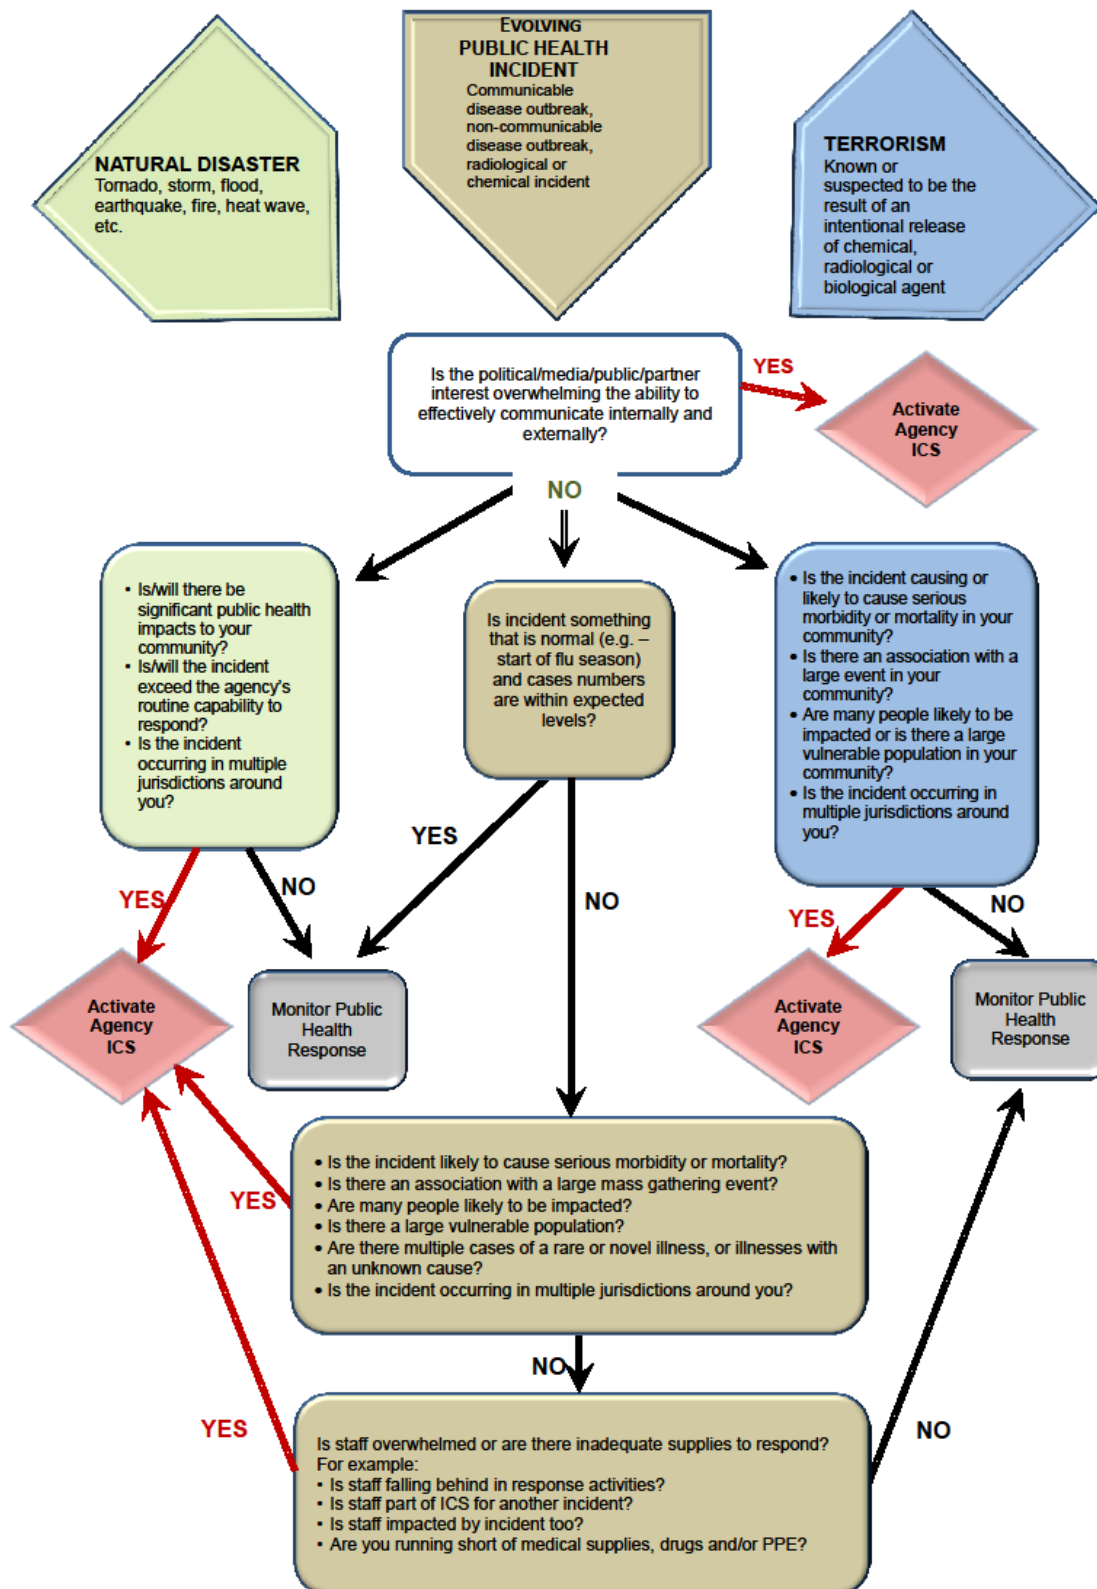 EVOLVING
PUBLIC HEALTH
INCIDENT
Communicable
disease outbreak,
non-communicable
disease outbreak,
radiological or
chemical incident
NATURAL DISASTER
Tornado, storm, flood,
earthquake, fire, heat wave,
etc.
TERRORISM
Known or
suspected to be the
result of an
intentional release
of chemical,
radiological or
biological agent
Is the political/media/public/partner
interest overwhelming the ability to
effectively communicate internally and
externally?
YES
Activate
Agency
ICS
NO
• Is/will there be
significant public health
impacts to your
community?
• Is/will the incident
exceed the agency's
routine capability to
respond?
• Is the incident
occurring in multiple
jurisdictions around
you?
Is incident something
that is normal (e.g. –
start of flu season)
and cases numbers
are within expected
levels?
• Is the incident causing or
likely to cause serious
morbidity or mortality in your
community?
• Is there an association with a
large event in your
community?
• Are many people likely to be
impacted or is there a large
vulnerable population in your
community?
• Is the incident occurring in
multiple jurisdictions around
you?
YES
NO
YES
NO
YES
NO
Activate
Agency
ICS
Monitor Public
Health
Response
Activate
Agency
ICS
Monitor Public
Health
Response
YES
• Is the incident likely to cause serious morbidity or mortality?
• Is there an association with a large mass gathering event?
• Are many people likely to be impacted?
• Is there a large vulnerable population?
• Are there multiple cases of a rare or novel illness, or illnesses with
an unknown cause?
• Is the incident occurring in multiple jurisdictions around you?
NO
YES
NO
Is staff overwhelmed or are there inadequate supplies to respond?
For example:
• Is staff falling behind in response activities?
• Is staff part of ICS for another incident?
• Is staff impacted by incident too?
• Are you running short of medical supplies, drugs and/or PPE?